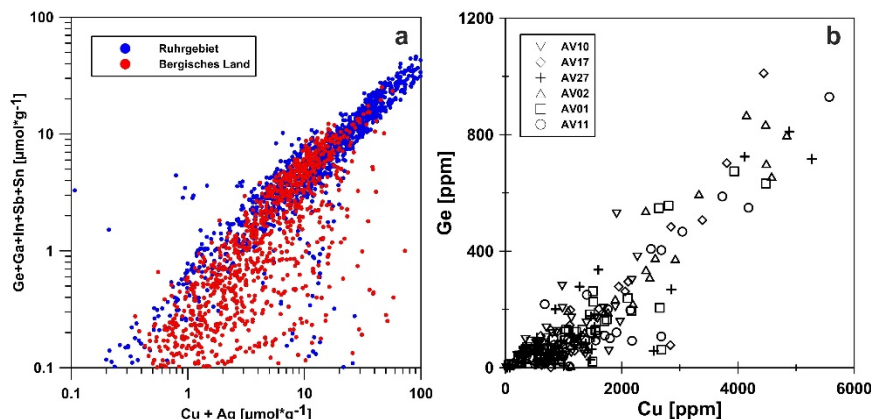 a
Ruhrgebiet
Bergisches Land
Ge+Ga+In+Sb+Sn [µmol*g-1]
100
10
1
0.1
0.1
1
10
100
Cu + Ag [µmol*g-1]
b
AV10
AV17
AV27
AV02
AV01
AV11
Ge [ppm]
1200
800
400
0
0
2000
4000
6000
Cu [ppm]